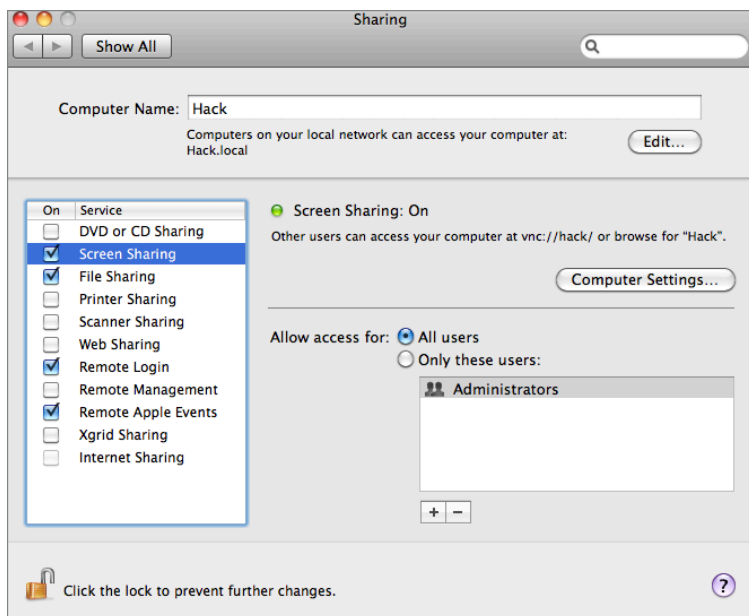 Sharing
Show All
Computer Name: Hack
Computers on your local network can access your computer at:
Hack.local
Edit...
On Service
DVD or CD Sharing
Screen Sharing
File Sharing
Printer Sharing
Scanner Sharing
Web Sharing
Remote Login
Remote Management
Remote Apple Events
Xgrid Sharing
Internet Sharing
Screen Sharing: On
Other users can access your computer at vnc://hack/ or browse for “Hack”.
Computer Settings...
Allow access for: All users
Only these users:
Administrators
+ −
Click the lock to prevent further changes.
?